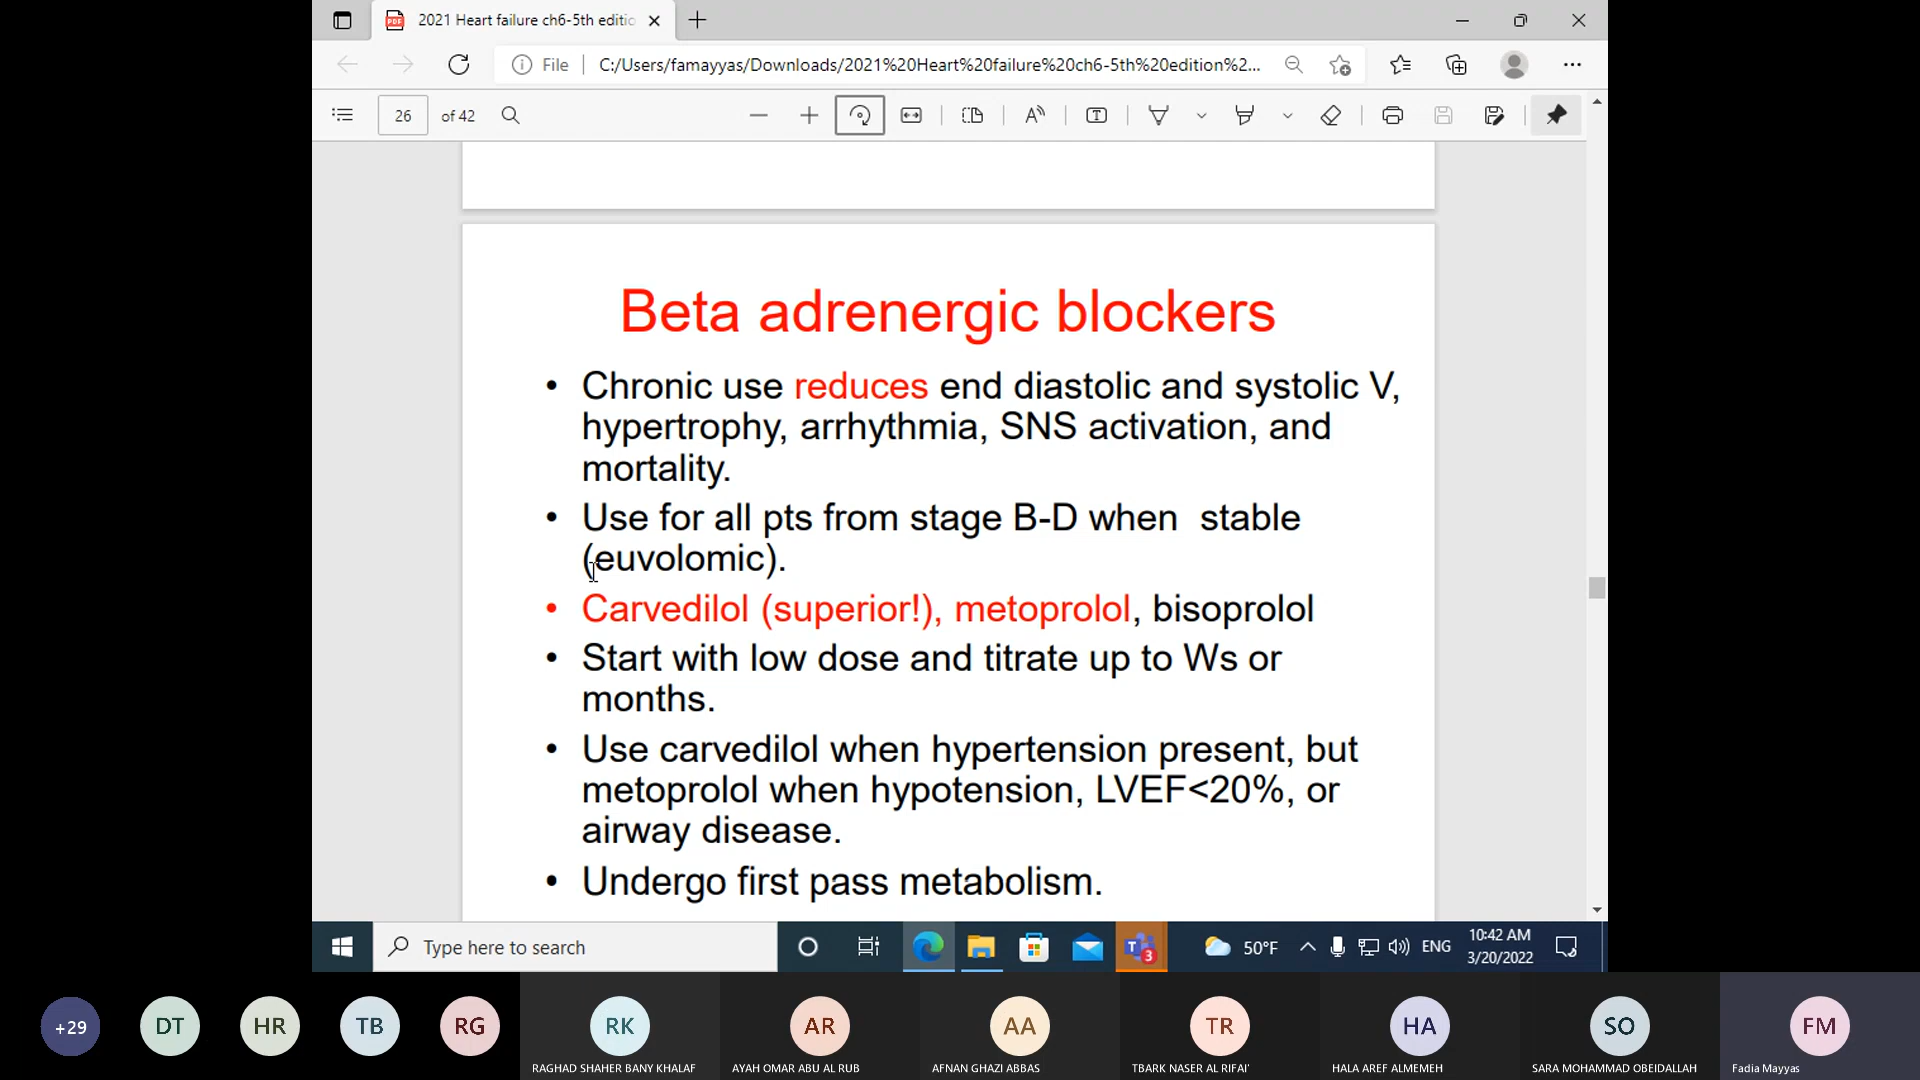 2021 Heart failure ch6-5th editio
File
C:/Users/famayyas/Downloads/2021%20Heart%20failure%20ch6-5th%20edition%2...
26 of 42
Beta adrenergic blockers
• Chronic use reduces end diastolic and systolic V,
hypertrophy, arrhythmia, SNS activation, and
mortality.
• Use for all pts from stage B-D when  stable
(euvolomic).
• Carvedilol (superior!), metoprolol, bisoprolol
• Start with low dose and titrate up to Ws or
months.
• Use carvedilol when hypertension present, but
metoprolol when hypotension, LVEF<20%, or
airway disease.
• Undergo first pass metabolism.
Type here to search
3
50°F
ENG
10:42 AM
3/20/2022
+29
DT
HR
TB
RG
RK
AR
AA
TR
HA
SO
FM
RAGHAD SHAHER BANY KHALAF
AYAH OMAR ABU AL RUB
AFNAN GHAZI ABBAS
TBARK NASER AL RIFAI'
HALA AREF ALMEMEH
SARA MOHAMMAD OBEIDALLAH
Fadia Mayyas